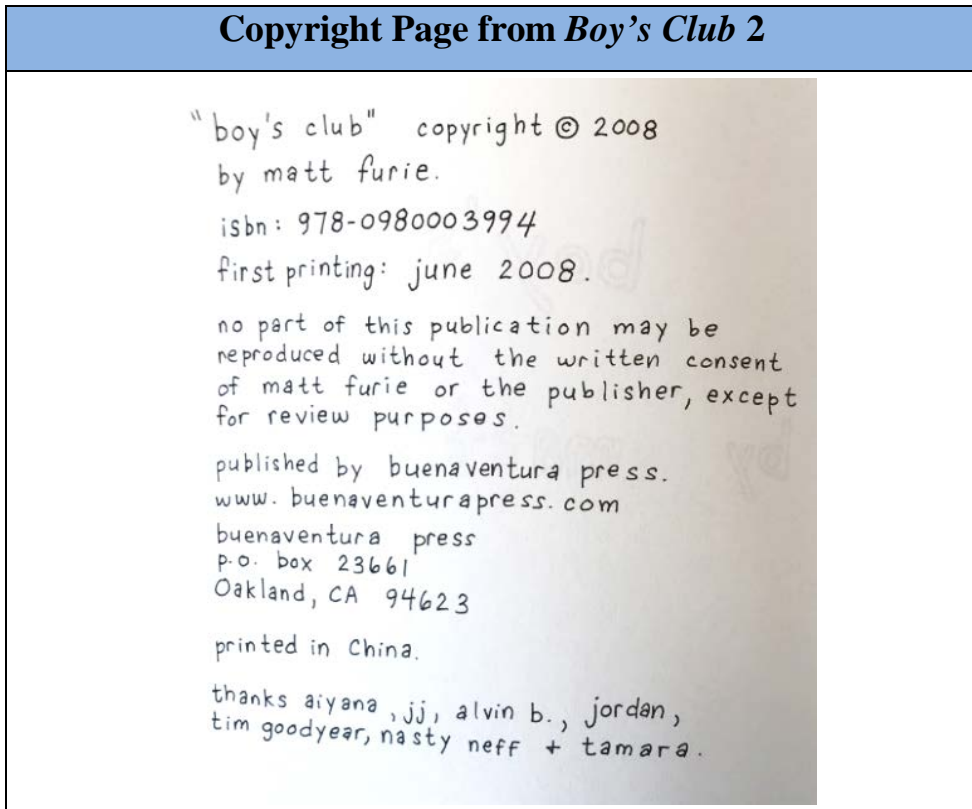 Copyright Page from Boy's Club 2
"boy's club" copyright © 2008
by matt furie.
isbn: 978-0980003994
first printing: june 2008.
no part of this publication may be
reproduced without the written consent
of matt furie or the publisher, except
for review purposes.
published by buenaventura press.
www.buenaventurapress.com
buenaventura press
p.o. box 23661
Oakland, CA 94623
printed in China.
thanks aiyana, jj, alvin b., jordan,
tim goodyear, nasty neff + tamara.